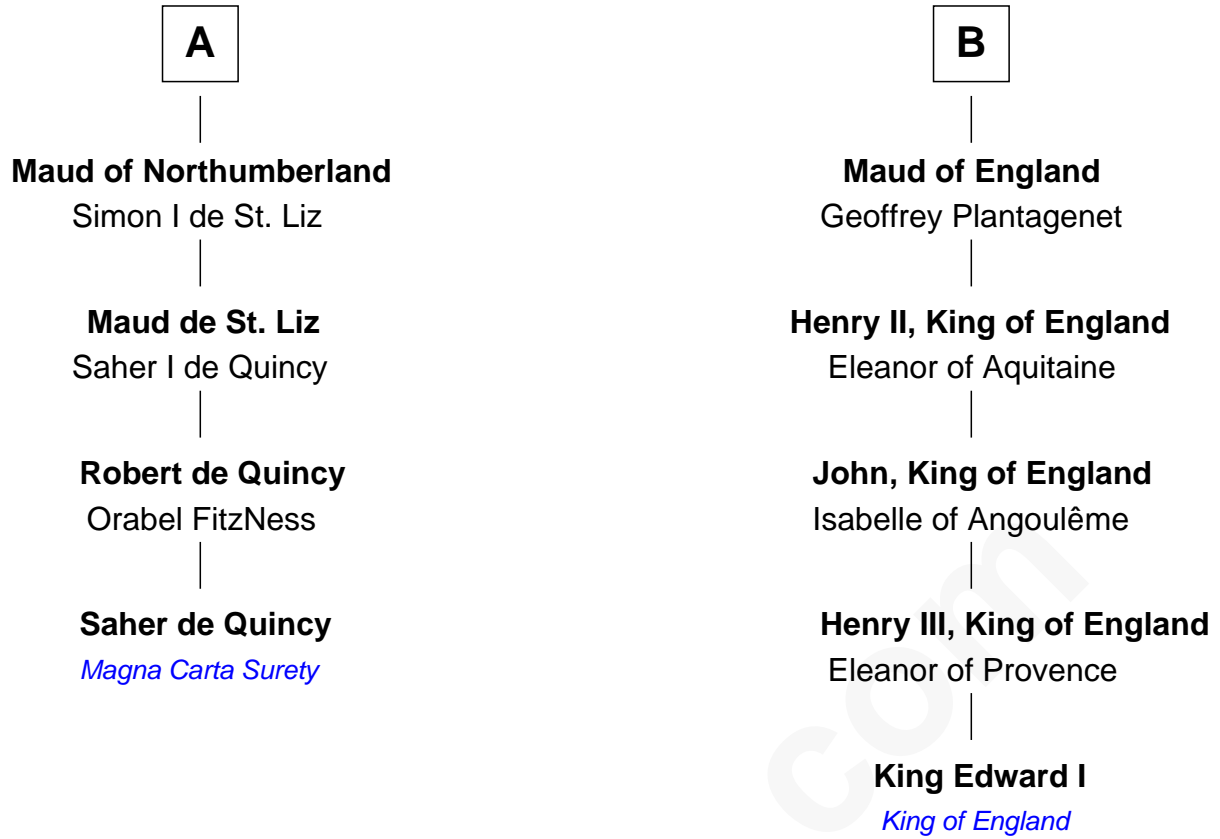 A
Maud of Northumberland
Simon I de St. Liz
Maud de St. Liz
Saher I de Quincy
Robert de Quincy
Orabel FitzNess
Saher de Quincy
Magna Carta Surety
B
Maud of England
Geoffrey Plantagenet
Henry II, King of England
Eleanor of Aquitaine
John, King of England
Isabelle of Angoulême
Henry III, King of England
Eleanor of Provence
King Edward I
King of England
com